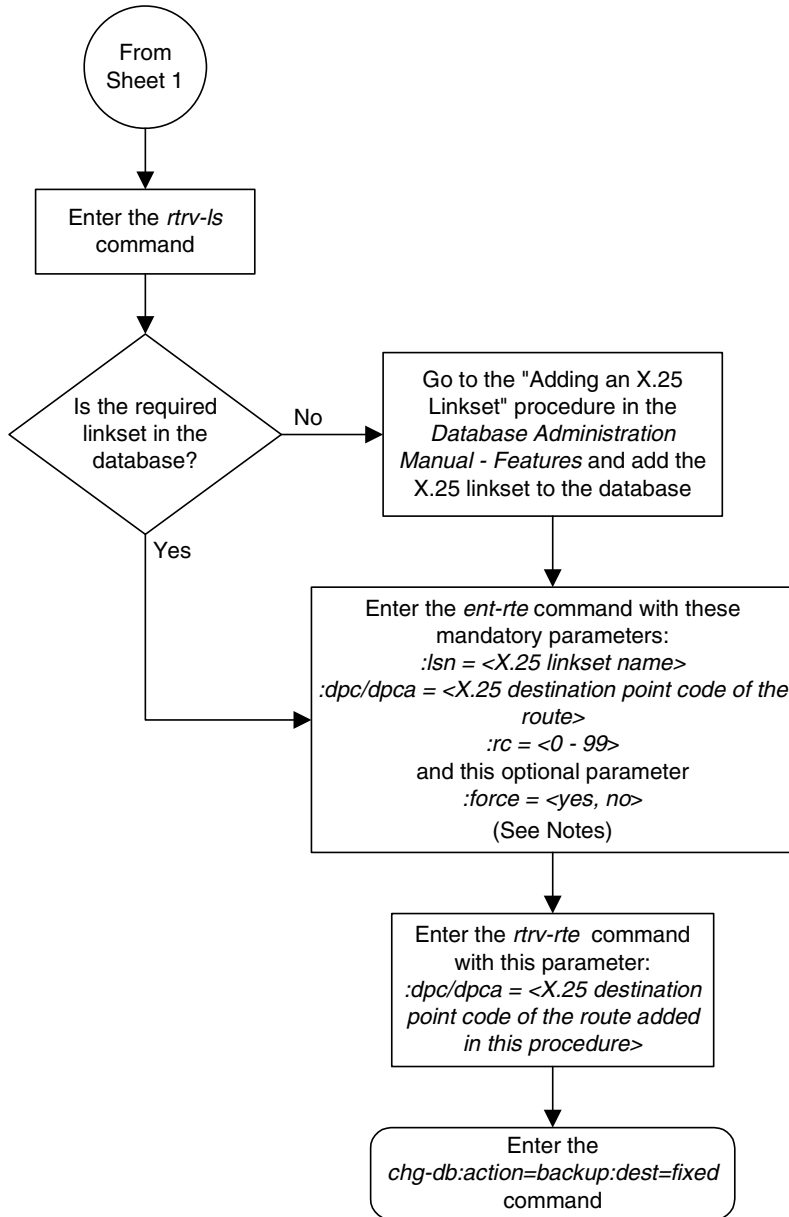 From
Sheet 1
Enter the rtrv-ls
command
Is the required
linkset in the
database?
No
Yes
Go to the "Adding an X.25
Linkset" procedure in the
Database Administration
Manual - Features and add the
X.25 linkset to the database
Enter the ent-rte command with these
mandatory parameters:
:lsn = <X.25 linkset name>
:dpc/dpca = <X.25 destination point code of the
route>
:rc = <0 - 99>
and this optional parameter
:force = <yes, no>
(See Notes)
Enter the rtrv-rte command
with this parameter:
:dpc/dpca = <X.25 destination
point code of the route added
in this procedure>
Enter the
chg-db:action=backup:dest=fixed
command